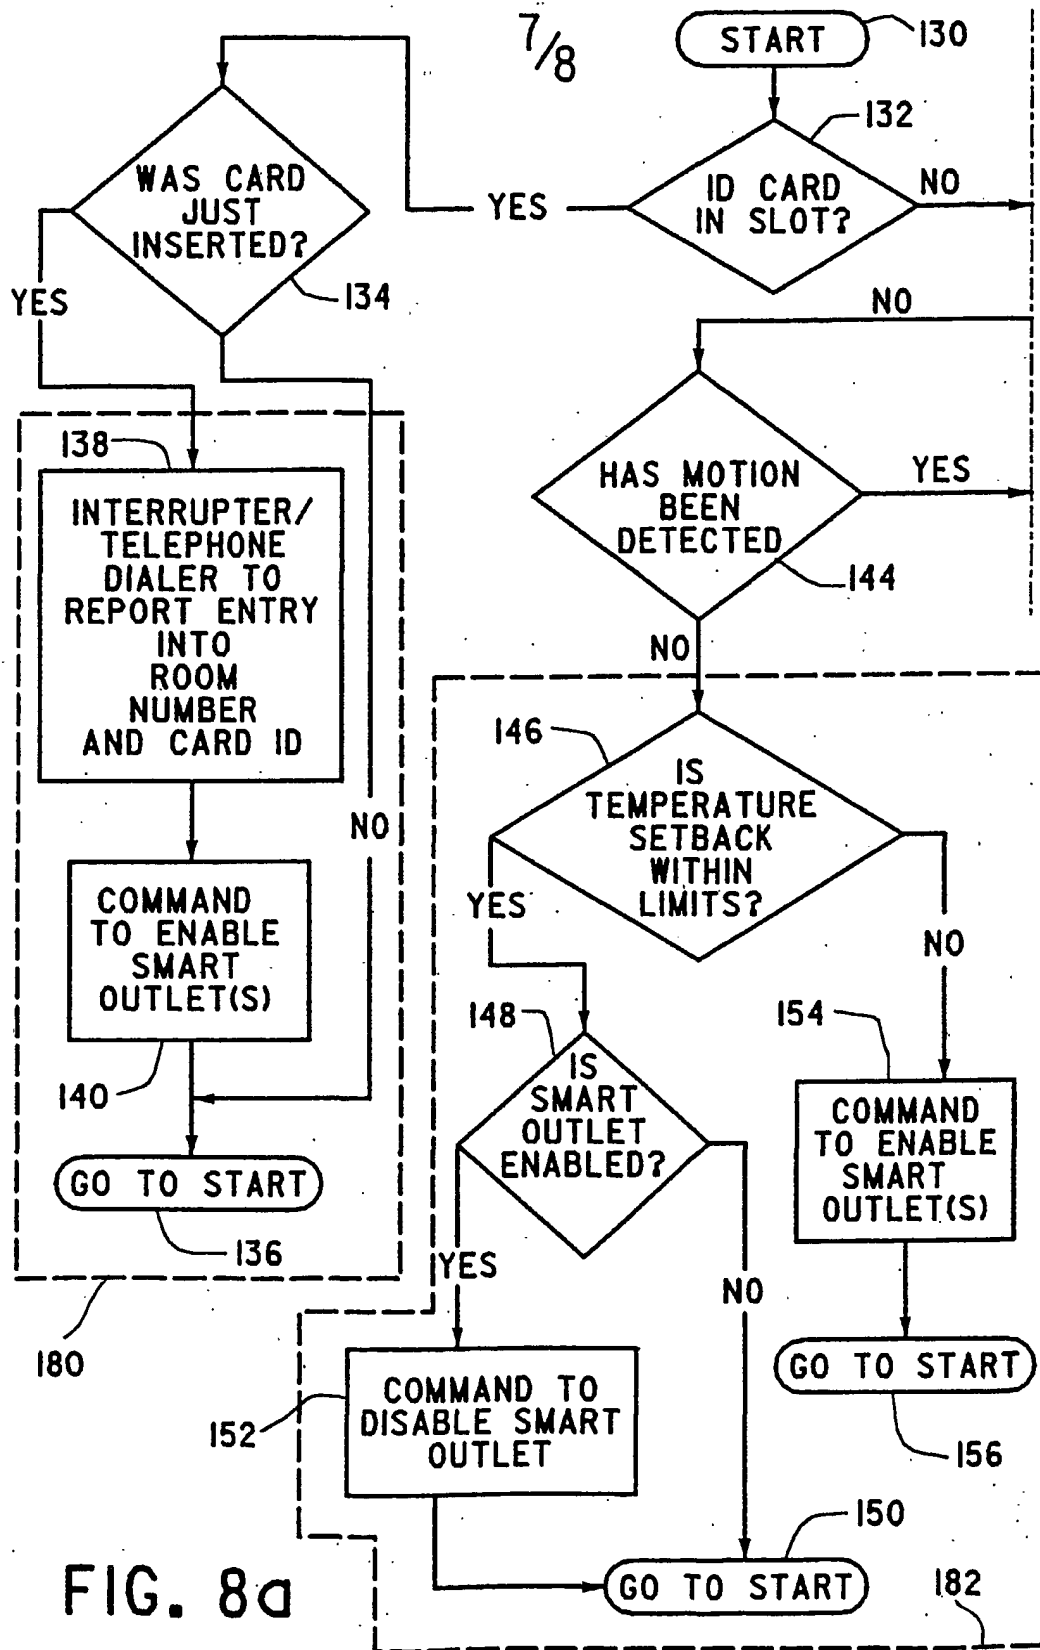 7/8
START
130
132
ID CARD
IN SLOT?
NO
YES
WAS CARD
JUST
INSERTED?
134
YES
NO
138
INTERRUPTER/
TELEPHONE
DIALER TO
REPORT ENTRY
INTO
ROOM
NUMBER
AND CARD ID
NO
COMMAND
TO ENABLE
SMART
OUTLET(S)
140
GO TO START
136
180
HAS MOTION
BEEN
DETECTED
YES
144
NO
146
IS
TEMPERATURE
SETBACK
WITHIN
LIMITS?
YES
NO
148
IS
SMART
OUTLET
ENABLED?
154
COMMAND
TO ENABLE
SMART
OUTLET(S)
YES
NO
GO TO START
156
152
COMMAND TO
DISABLE SMART
OUTLET
150
GO TO START
182
FIG. 8a